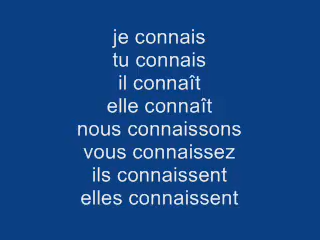 je connais
tu connais
il connaît
elle connaît
nous connaissons
vous connaissez
ils connaissent
elles connaissent